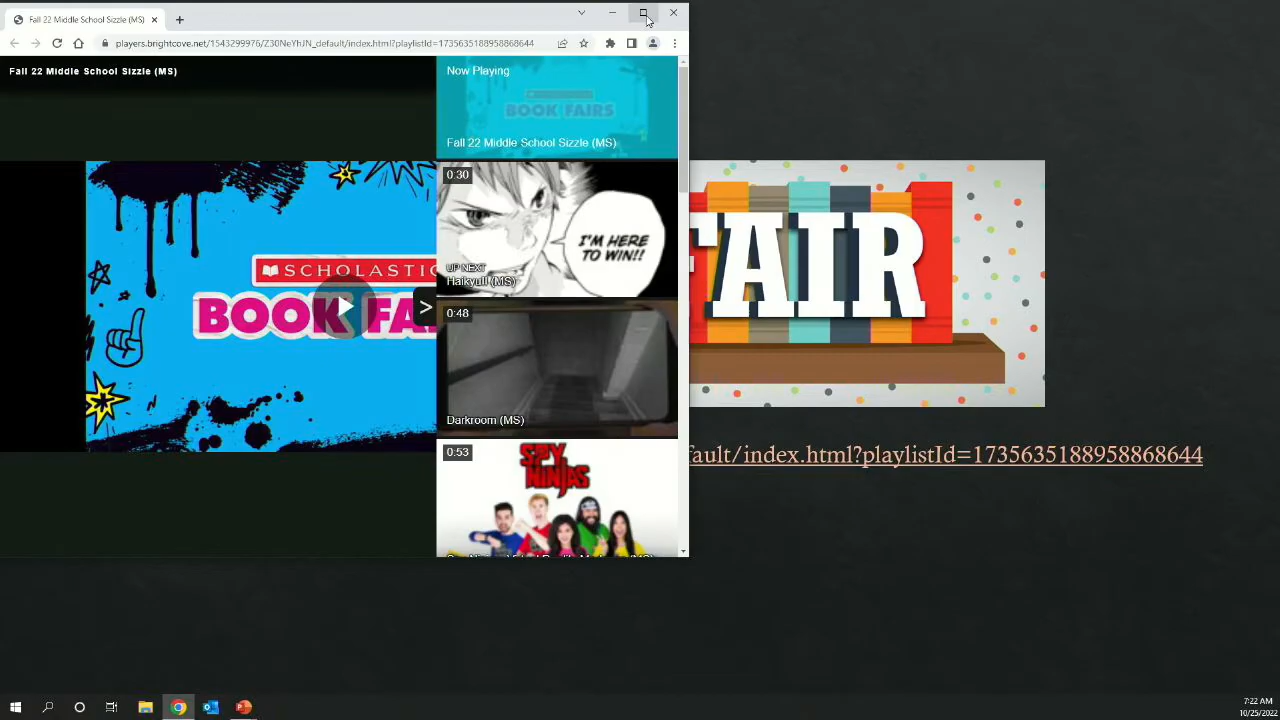 Fall 22 Middle School Sizzle (MS)
players.brightcove.net/1543299976/Z30NeYhJN_default/index.html?playlistId=1735635188958868644
Fall 22 Middle School Sizzle (MS)
Now Playing
BOOK FAIRS
Fall 22 Middle School Sizzle (MS)
0:30
I'M HERE
TO WIN!!
UP NEXT
Haikyu!! (MS)
SCHOLASTIC
BOOK FA
0:48
Darkroom (MS)
0:53
SPY
NINJAS
FAIR
fault/index.html?playlistId=1735635188958868644
7:22 AM
10/25/2022